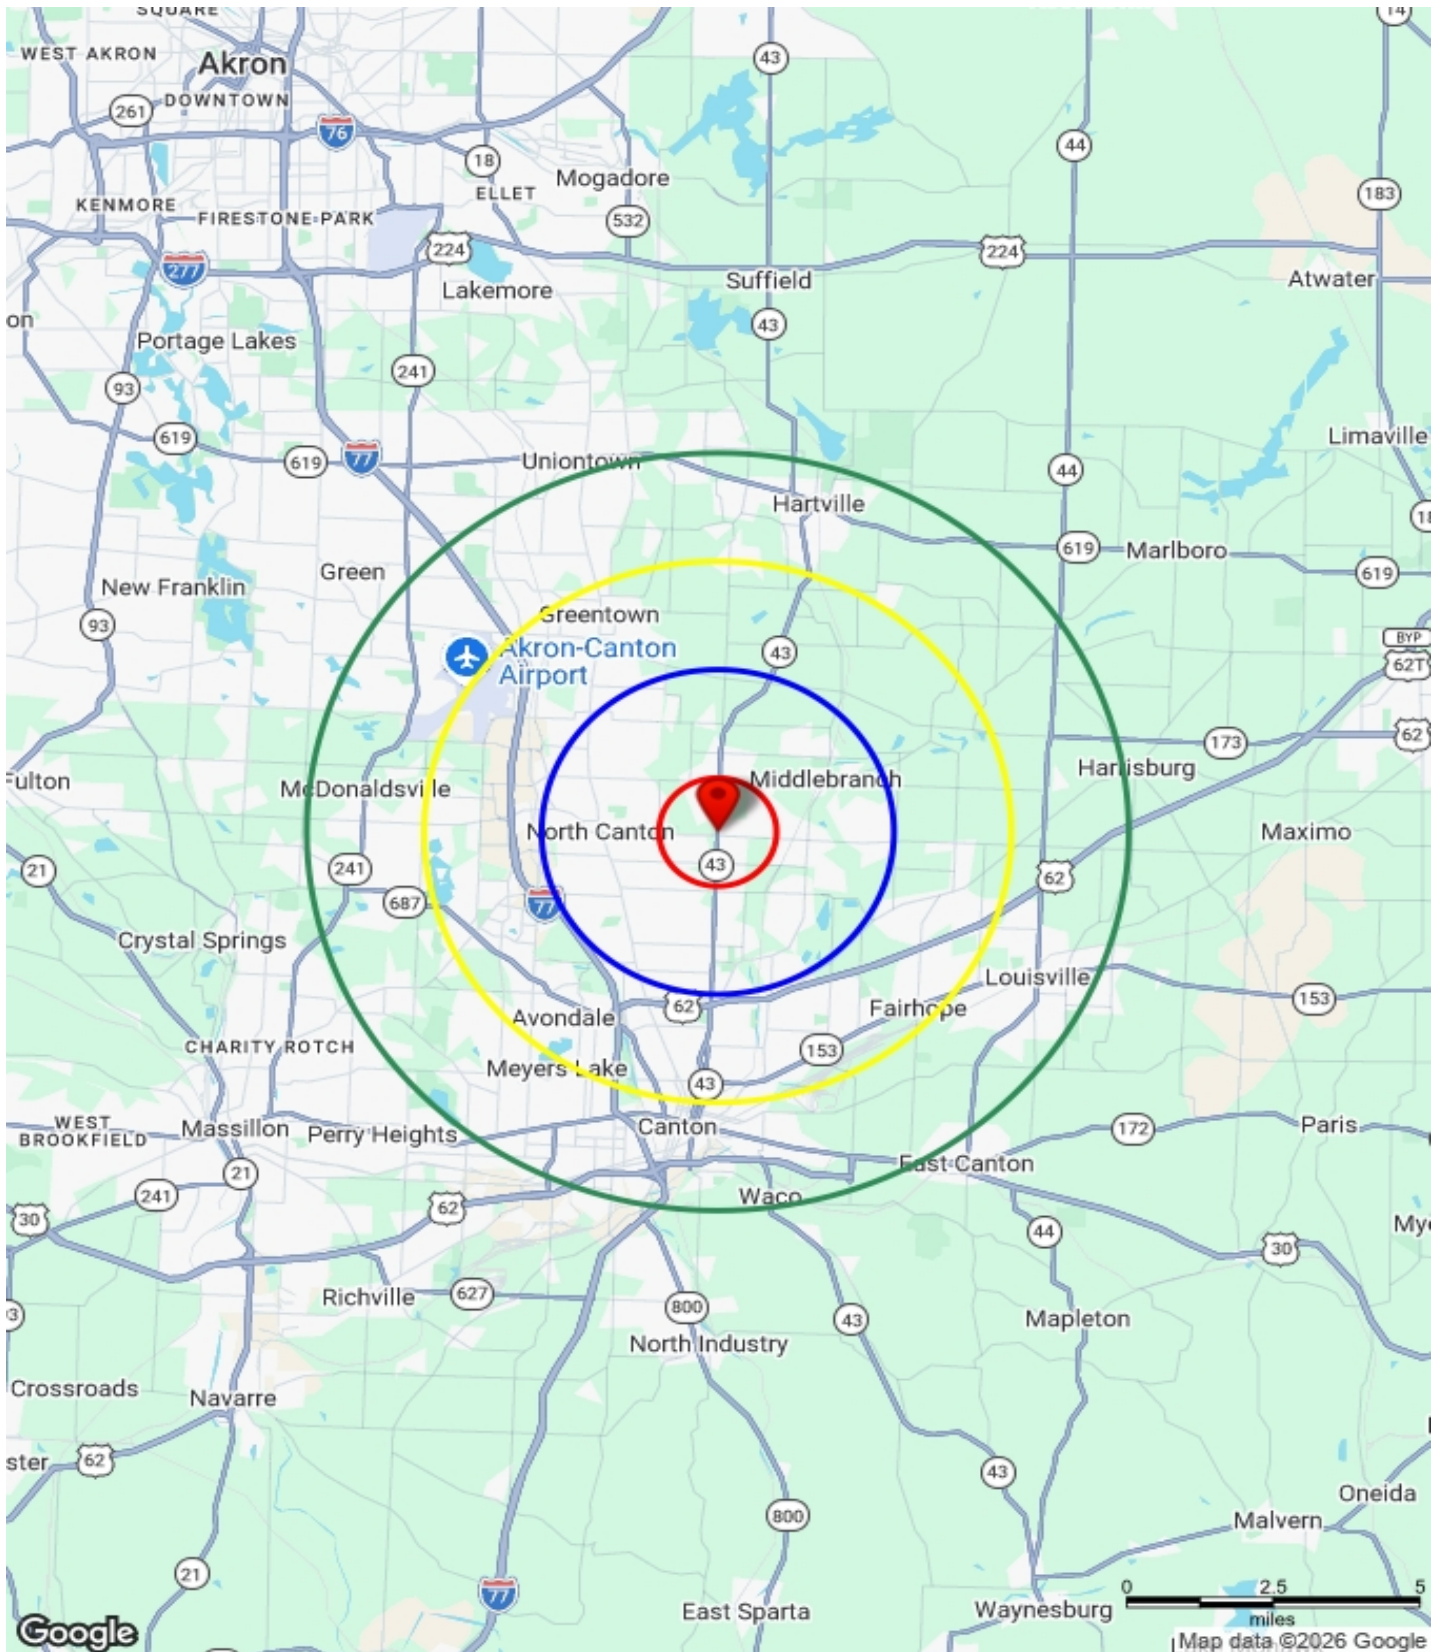 SQUARE
14
WEST AKRON
Akron
43
DOWNTOWN
261
76
44
18
Mogadore
ELLET
183
KENMORE
FIRESTONE PARK
532
224
224
277
Suffield
Atwater
Lakemore
on
43
Portage Lakes
241
93
619
Limaville
77
619
Uniontown
44
Hartville
18
619
Marlboro
Green
619
New Franklin
Greentown
93
BYP
Akron-Canton
Airport
43
62T
62
173
Harrisburg
Fulton
McDonaldsville
Middlebranch
North Canton
Maximo
43
241
21
62
687
77
Crystal Springs
Louisville
153
62
Fairhope
Avondale
CHARITY ROTCH
153
Meyers Lake
43
WEST
BROOKFIELD
Massillon
Perry Heights
Canton
172
Paris
East Canton
21
241
Waco
62
30
44
30
Richville
627
800
43
Mapleton
North Industry
Crossroads
Navarre
62
43
Oneida
800
Malvern
21
77
0
2.5
5
East Sparta
Waynesburg
miles
Google
Map data ©2026 Google